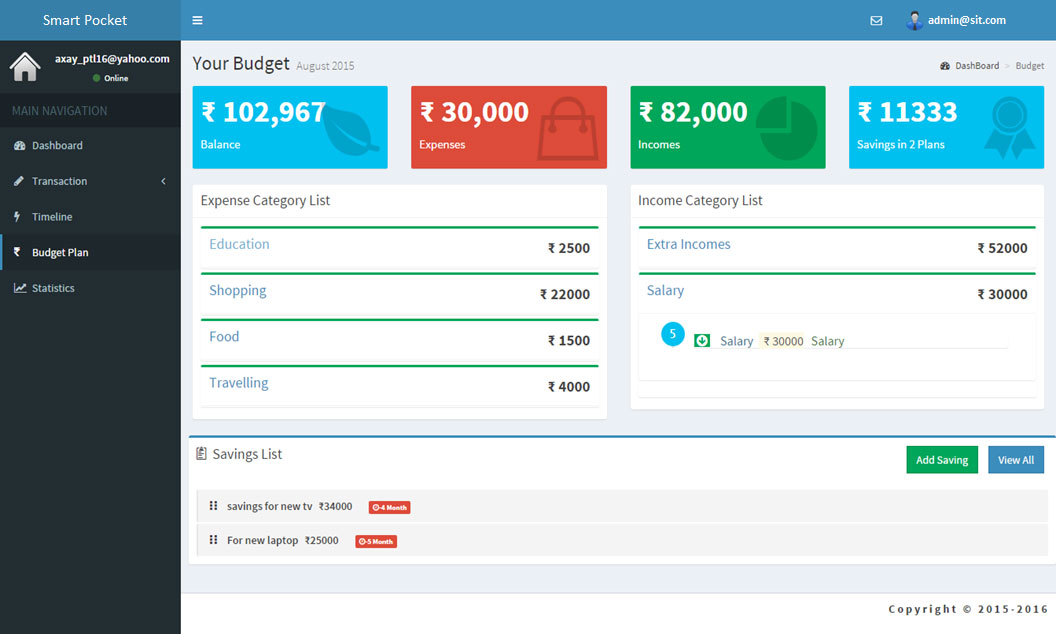 Smart Pocket
admin@sit.com
axay_ptl16@yahoo.com
Online
MAIN NAVIGATION
Dashboard
Transaction
Timeline
₹ Budget Plan
Statistics
Your Budget August 2015
DashBoard > Budget
₹ 102,967
Balance
₹ 30,000
Expenses
₹ 82,000
Incomes
₹ 11333
Savings in 2 Plans
Expense Category List
Education ₹ 2500
Shopping ₹ 22000
Food ₹ 1500
Travelling ₹ 4000
Income Category List
Extra Incomes ₹ 52000
Salary ₹ 30000
5 Salary ₹ 30000 Salary
Savings List
Add Saving View All
savings for new tv ₹34000 -4 Month
For new laptop ₹25000 -5 Month
Copyright © 2015-2016